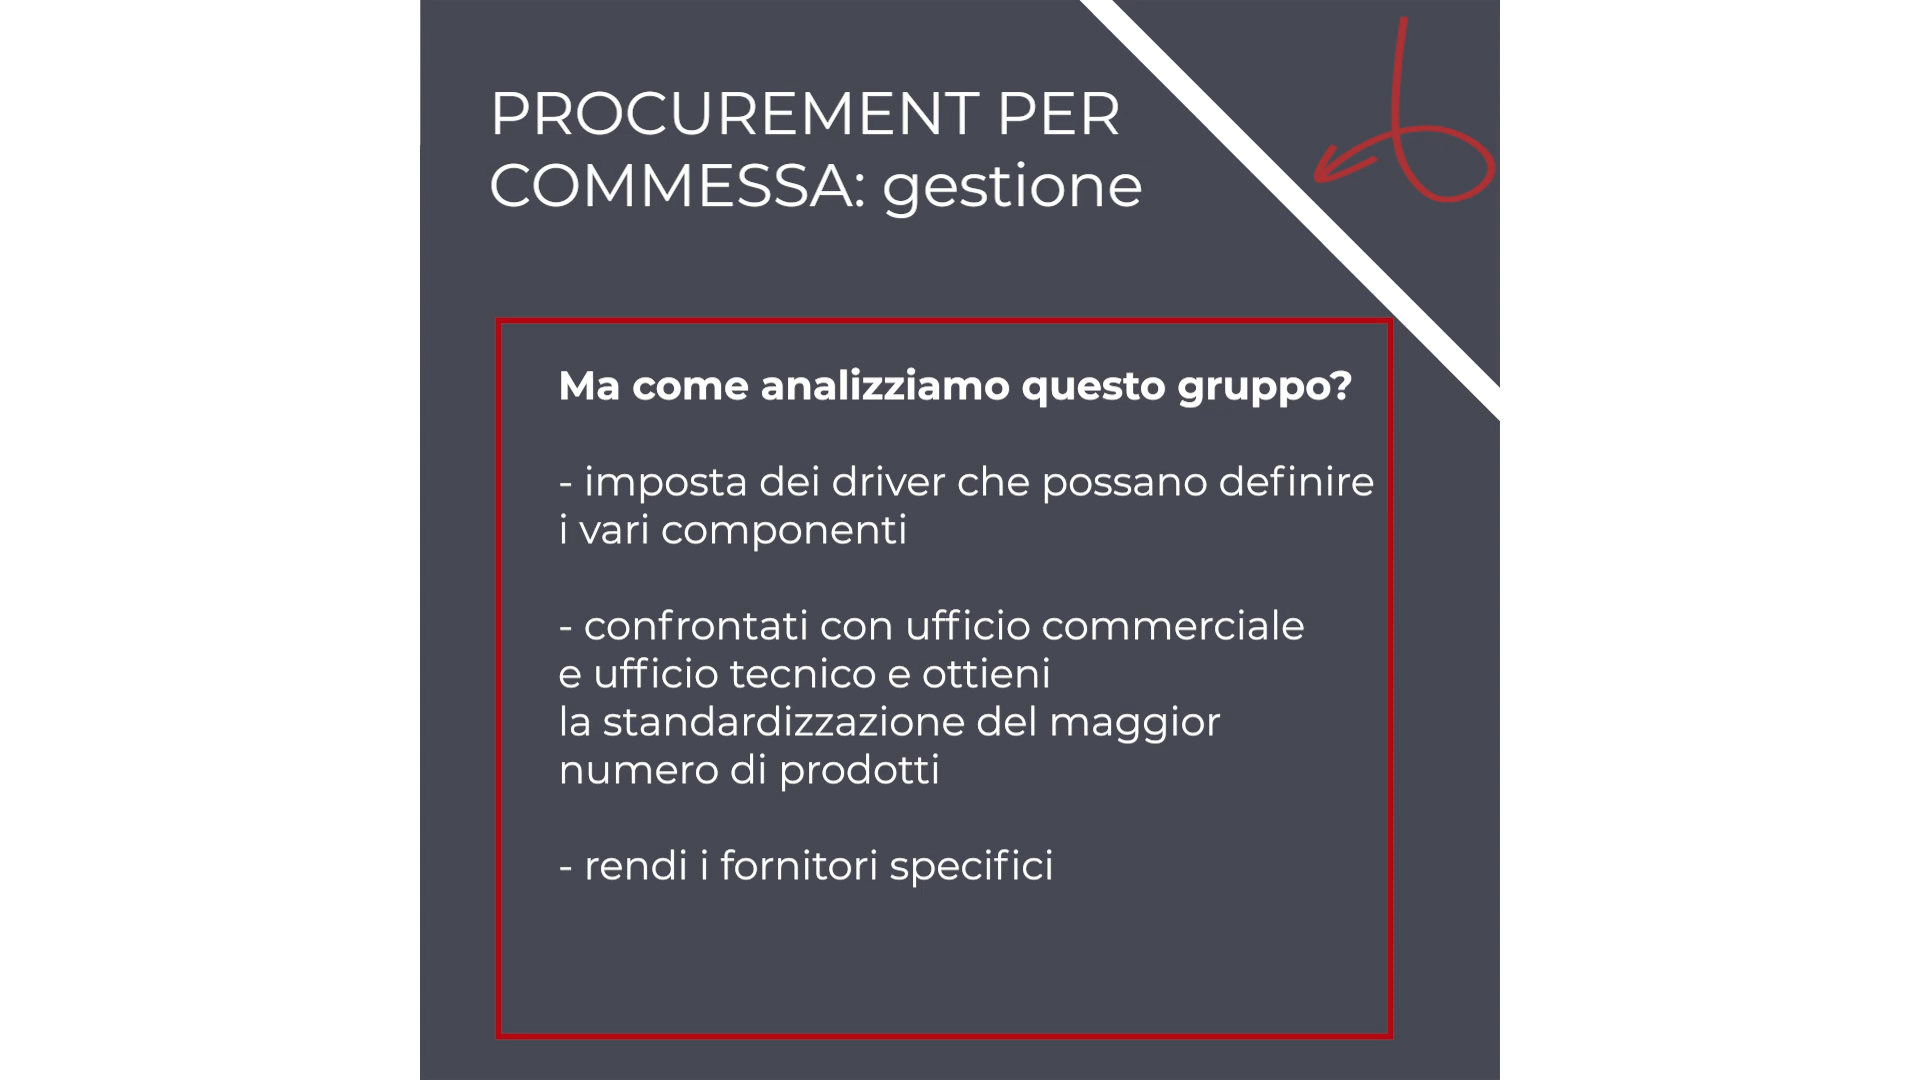 PROCUREMENT PER
COMMESSA: gestione
Ma come analizziamo questo gruppo?
- imposta dei driver che possano definire
i vari componenti
- confrontati con ufficio commerciale
e ufficio tecnico e ottieni
la standardizzazione del maggior
numero di prodotti
- rendi i fornitori specifici